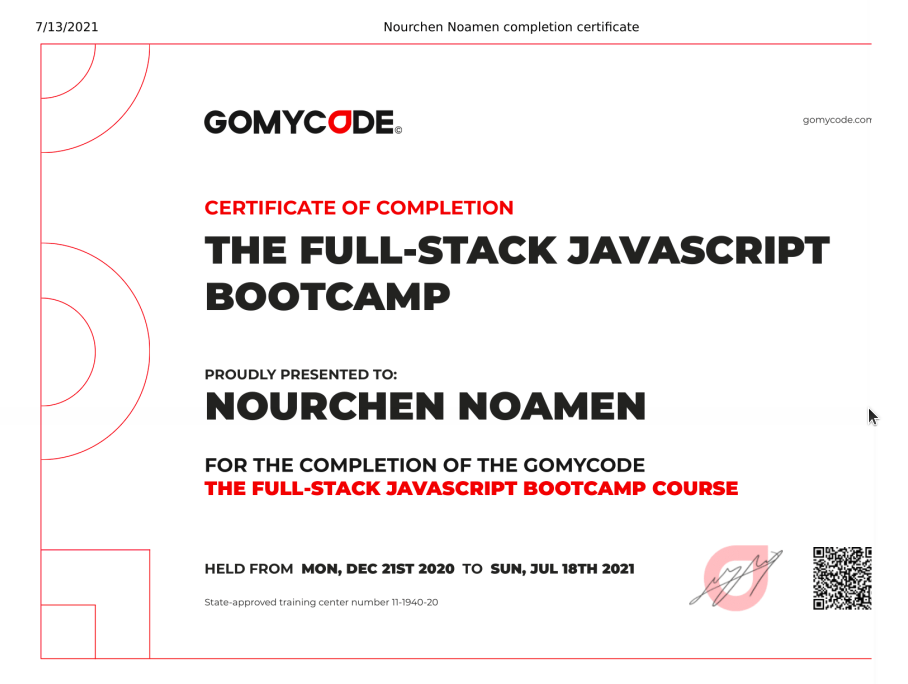 7/13/2021
Nourchen Noamen completion certificate
GOMYCODE©
gomycode.com
CERTIFICATE OF COMPLETION
THE FULL-STACK JAVASCRIPT
BOOTCAMP
PROUDLY PRESENTED TO:
NOURCHEN NOAMEN
FOR THE COMPLETION OF THE GOMYCODE
THE FULL-STACK JAVASCRIPT BOOTCAMP COURSE
HELD FROM MON, DEC 21ST 2020 TO SUN, JUL 18TH 2021
State-approved training center number 11-1940-20